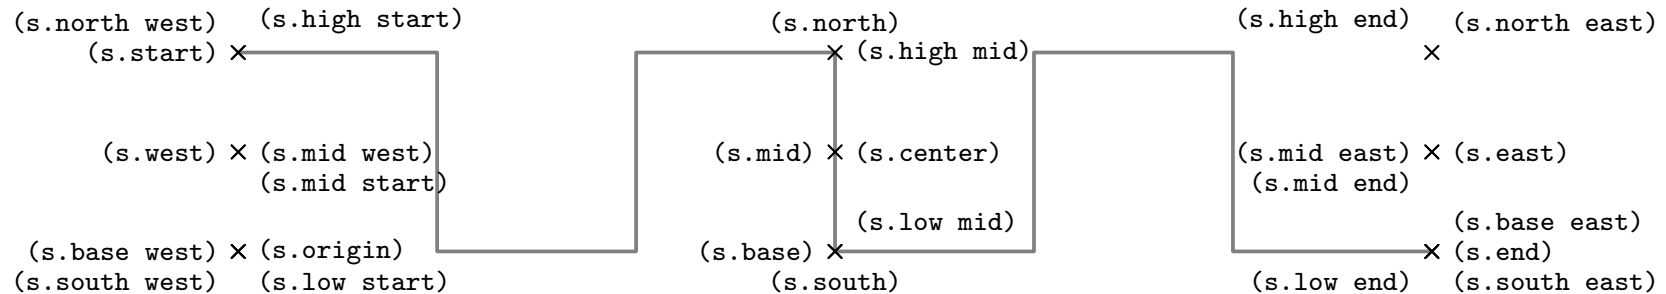 (s.north west) (s.high start) (s.north) (s.high end) (s.north east)
(s.start) (s.high mid)
(s.west) (s.mid west) (s.mid) (s.center) (s.mid east) (s.east)
(s.mid start) (s.mid end)
(s.low mid) (s.base east)
(s.base west) (s.origin) (s.base) (s.end)
(s.south west) (s.low start) (s.south) (s.low end) (s.south east)